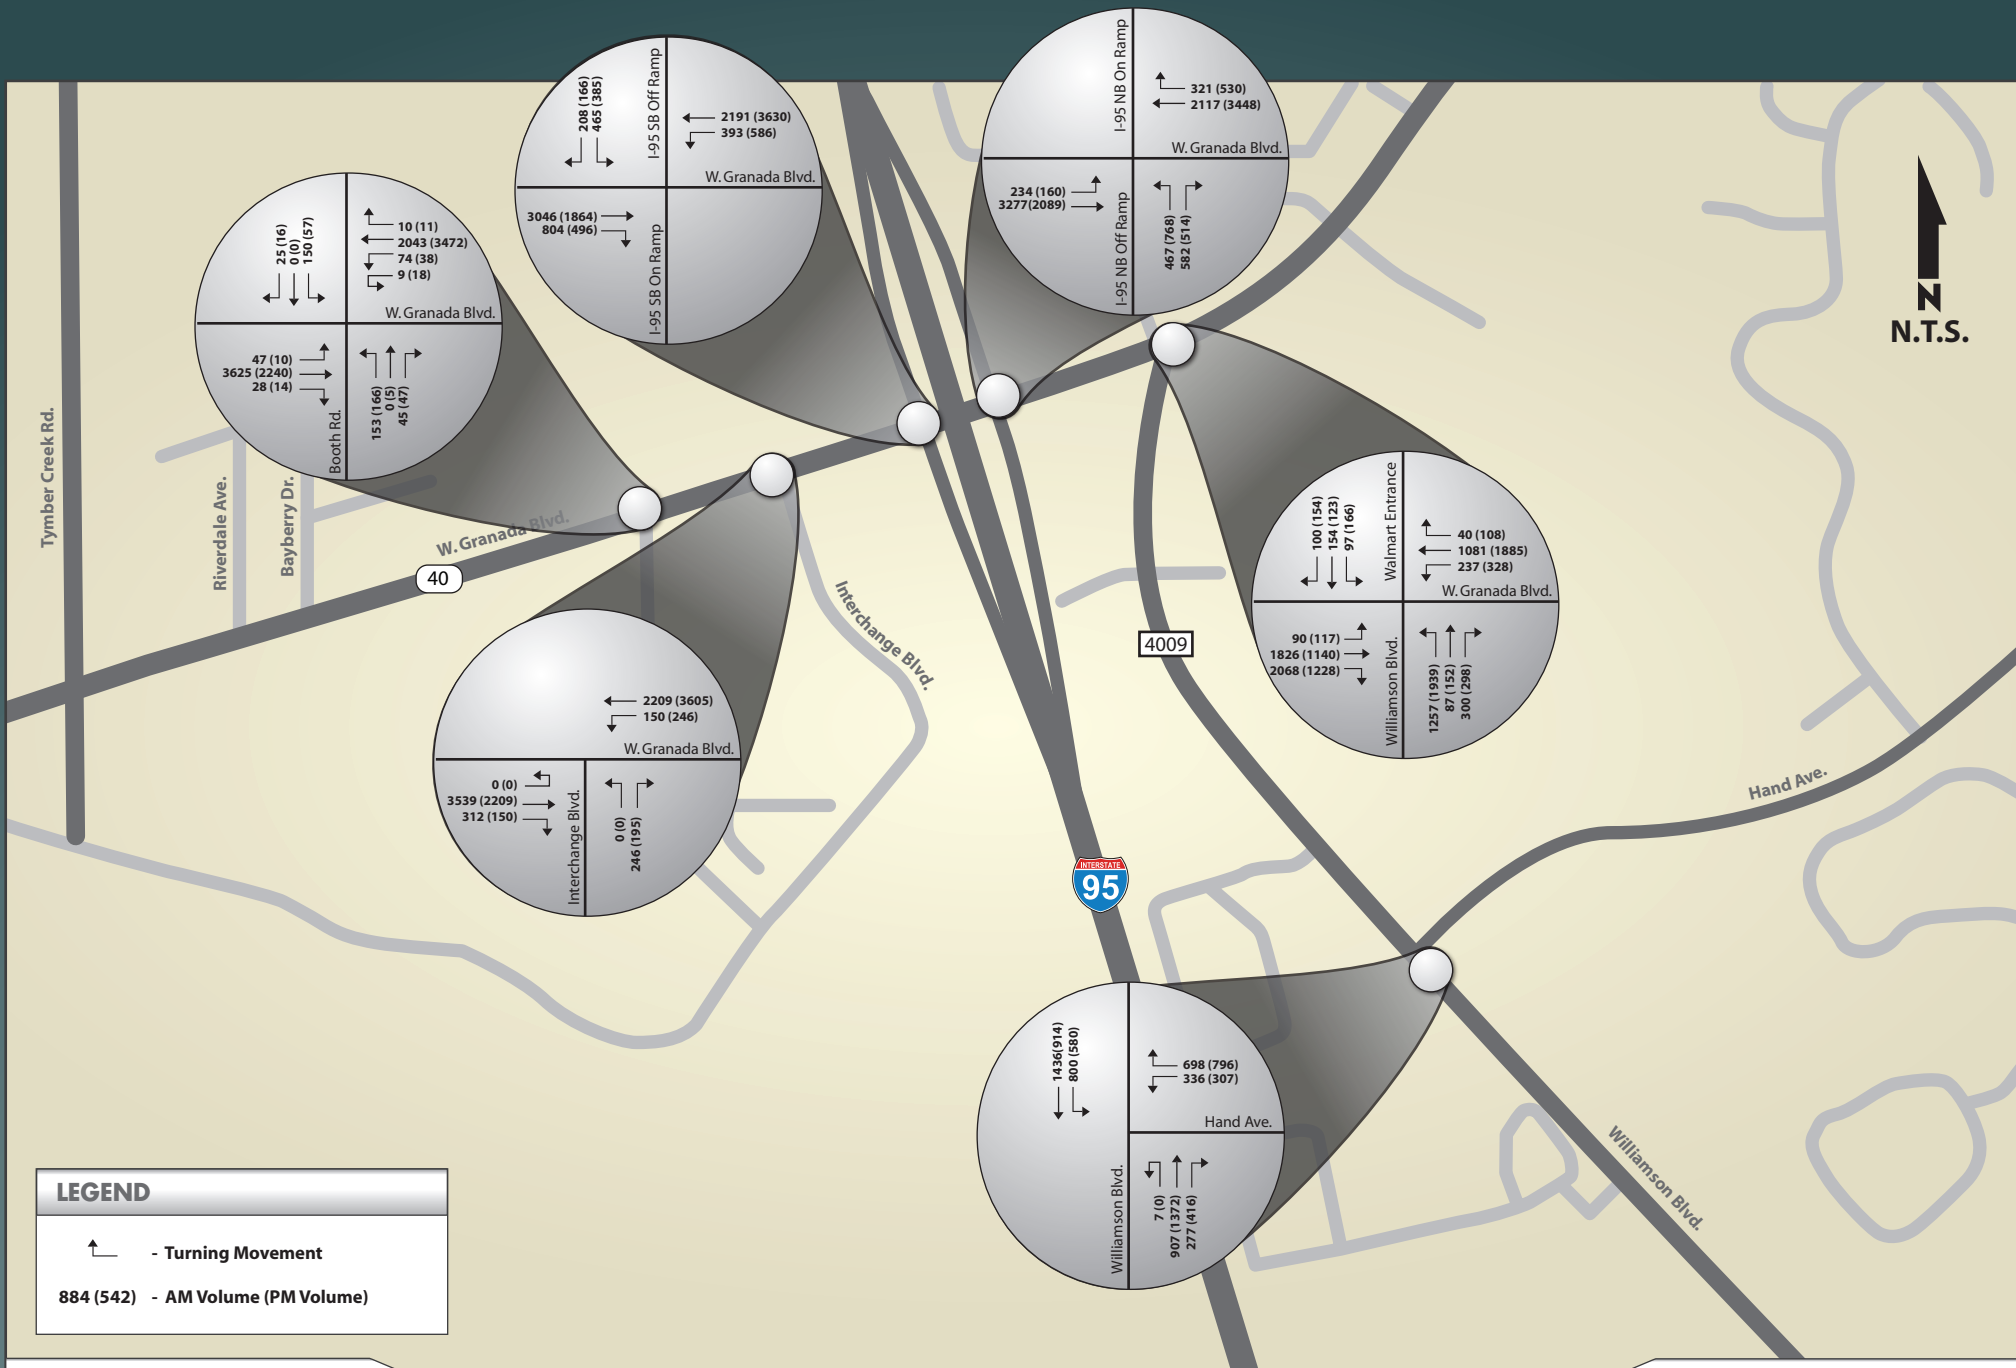 I-95 SB Off Ramp
208 (166)
465 (385)
2191 (3630)
393 (586)
W. Granada Blvd.
3046 (1864)
804 (496)
I-95 SB On Ramp
I-95 NB On Ramp
321 (530)
2117 (3448)
W. Granada Blvd.
234 (160)
3277(2089)
I-95 NB Off Ramp
467 (768)
582 (514)
N
N.T.S.
25 (16)
0 (0)
150 (57)
10 (11)
2043 (3472)
74 (38)
9 (18)
W. Granada Blvd.
47 (10)
3625 (2240)
28 (14)
Booth Rd.
153 (166)
0 (5)
45 (47)
Tymber Creek Rd.
Riverdale Ave.
Bayberry Dr.
W. Granada Blvd.
40
Interchange Blvd.
4009
100 (154)
154 (123)
97 (166)
Walmart Entrance
40 (108)
1081 (1885)
237 (328)
W. Granada Blvd.
90 (117)
1826 (1140)
2068 (1228)
Williamson Blvd.
1257 (1939)
87 (152)
300 (298)
2209 (3605)
150 (246)
W. Granada Blvd.
0 (0)
3539 (2209)
312 (150)
Interchange Blvd.
0 (0)
246 (195)
Hand Ave.
INTERSTATE
95
1436(914)
800 (580)
698 (796)
336 (307)
Hand Ave.
Williamson Blvd.
7 (0)
907 (1372)
277 (416)
Williamson Blvd.
LEGEND
- Turning Movement
884 (542) - AM Volume (PM Volume)